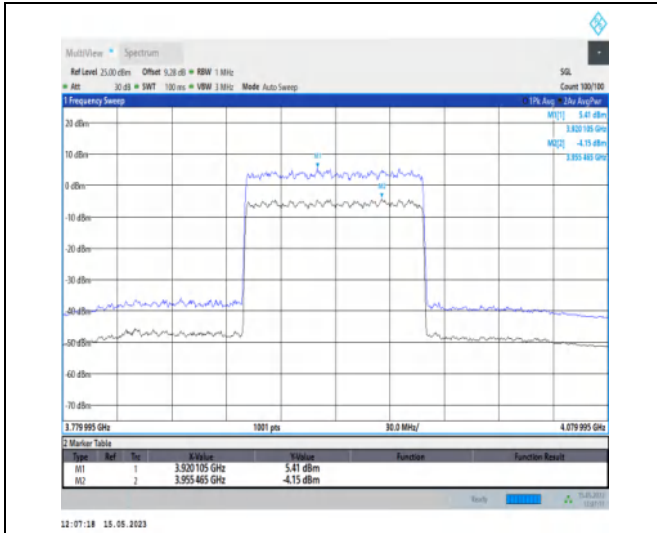 MultiView Spectrum
Ref Level 25.00 dBm Offset 9.28 dB RBW 1 MHz SGL
Att 30 dB SWT 100 ms VBW 3 MHz Mode Auto Sweep Count 100/100
1 Frequency Sweep 1Pk Avg 2Av AvgPwr
M1[1] 5.41 dBm
3.920 105 GHz
M2[2] -4.15 dBm
3.955 465 GHz
20 dBm
10 dBm
M1
0 dBm
M2
-10 dBm
-20 dBm
-30 dBm
-40 dBm
-50 dBm
-60 dBm
-70 dBm
3.779 995 GHz 1001 pts 30.0 MHz/ 4.079 995 GHz
2 Marker Table
Type Ref Trc X-Value Y-Value Function Function Result
M1 1 3.920105 GHz 5.41 dBm
M2 2 3.955465 GHz -4.15 dBm
Ready
12:07:18 15.05.2023